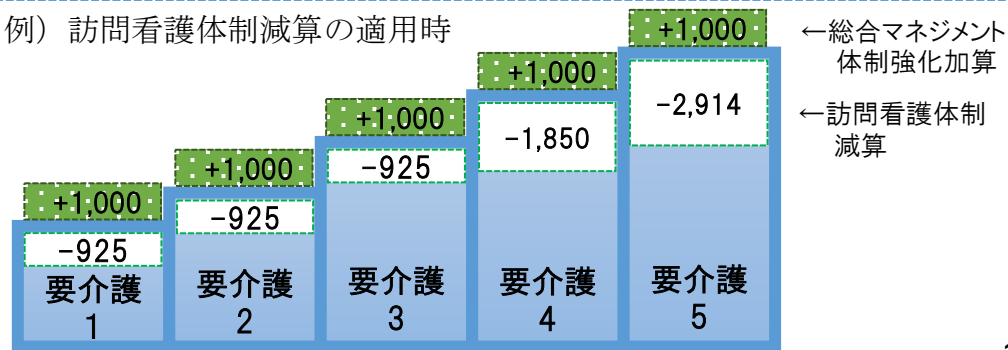 例）訪問看護体制減算の適用時
+1,000
+1,000
+1,000
+1,000
+1,000
←総合マネジメント
体制強化加算
-925
-925
-925
-1,850
-2,914
←訪問看護体制
減算
要介護
1
要介護
2
要介護
3
要介護
4
要介護
5